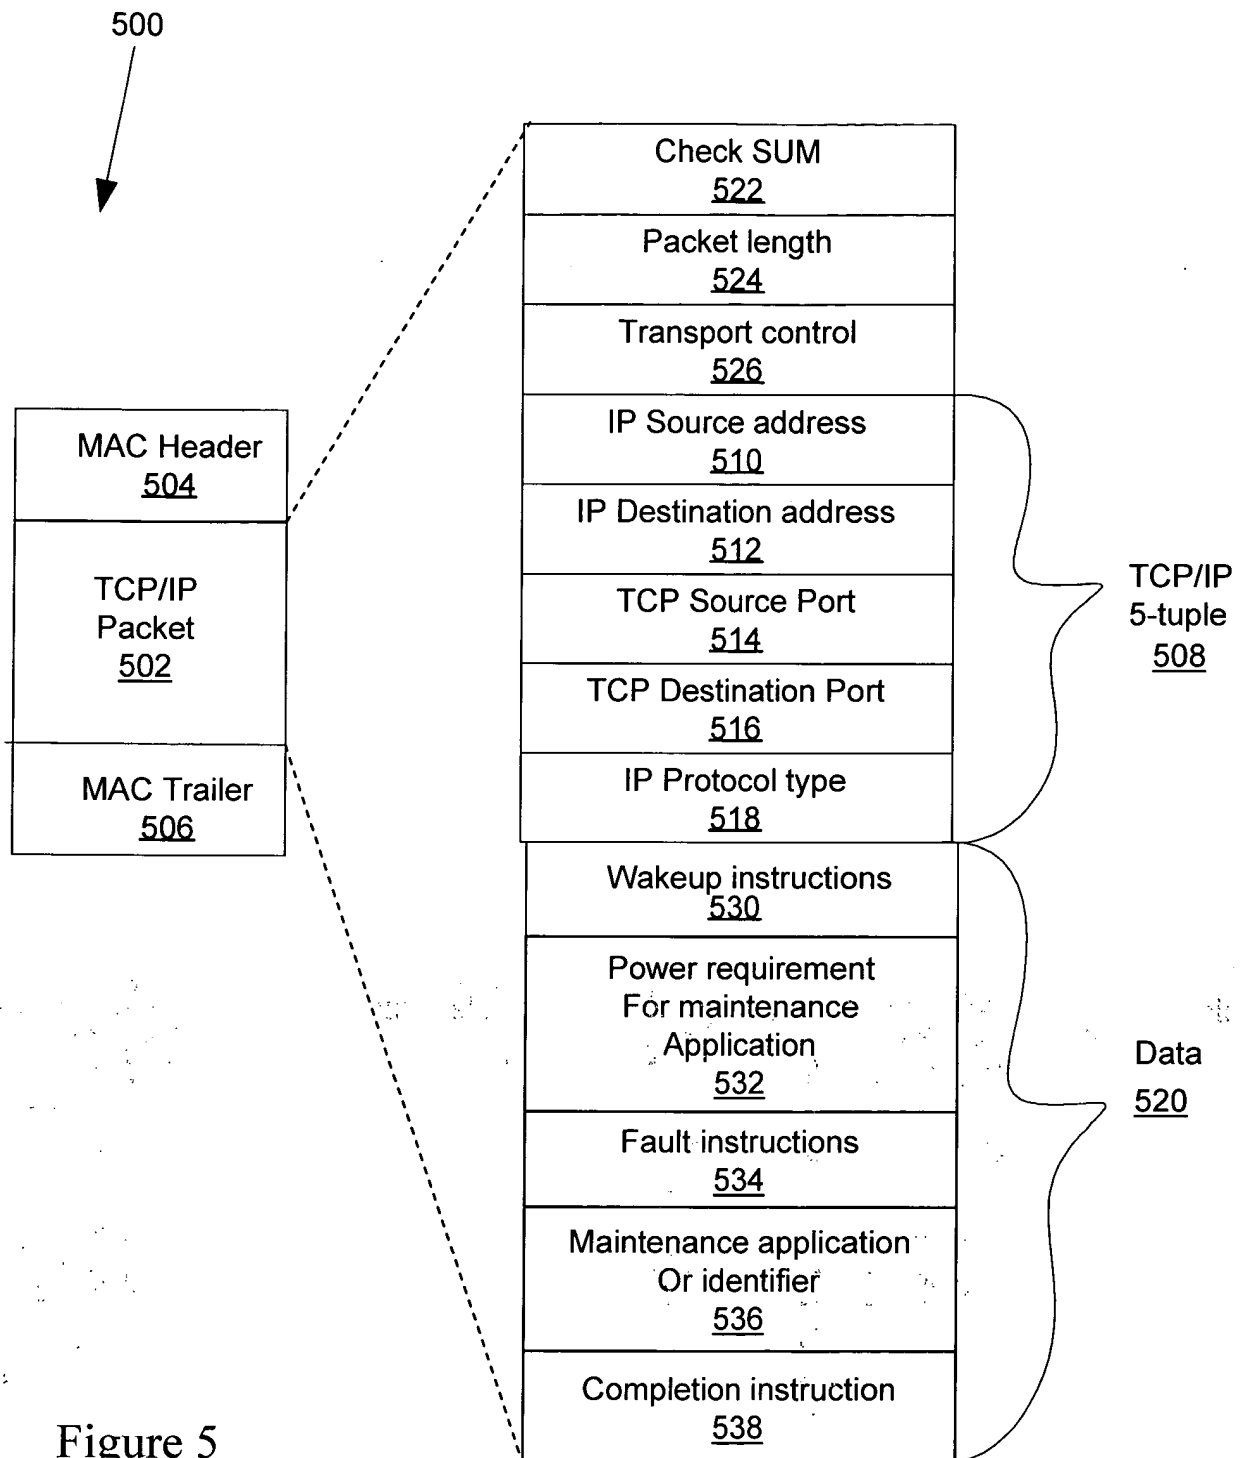 500
MAC Header
504
TCP/IP
Packet
502
MAC Trailer
506
Check SUM
522
Packet length
524
Transport control
526
IP Source address
510
IP Destination address
512
TCP Source Port
514
TCP Destination Port
516
IP Protocol type
518
TCP/IP
5-tuple
508
Wakeup instructions
530
Power requirement
For maintenance
Application
532
Fault instructions
534
Maintenance application
Or identifier
536
Completion instruction
538
Data
520
Figure 5